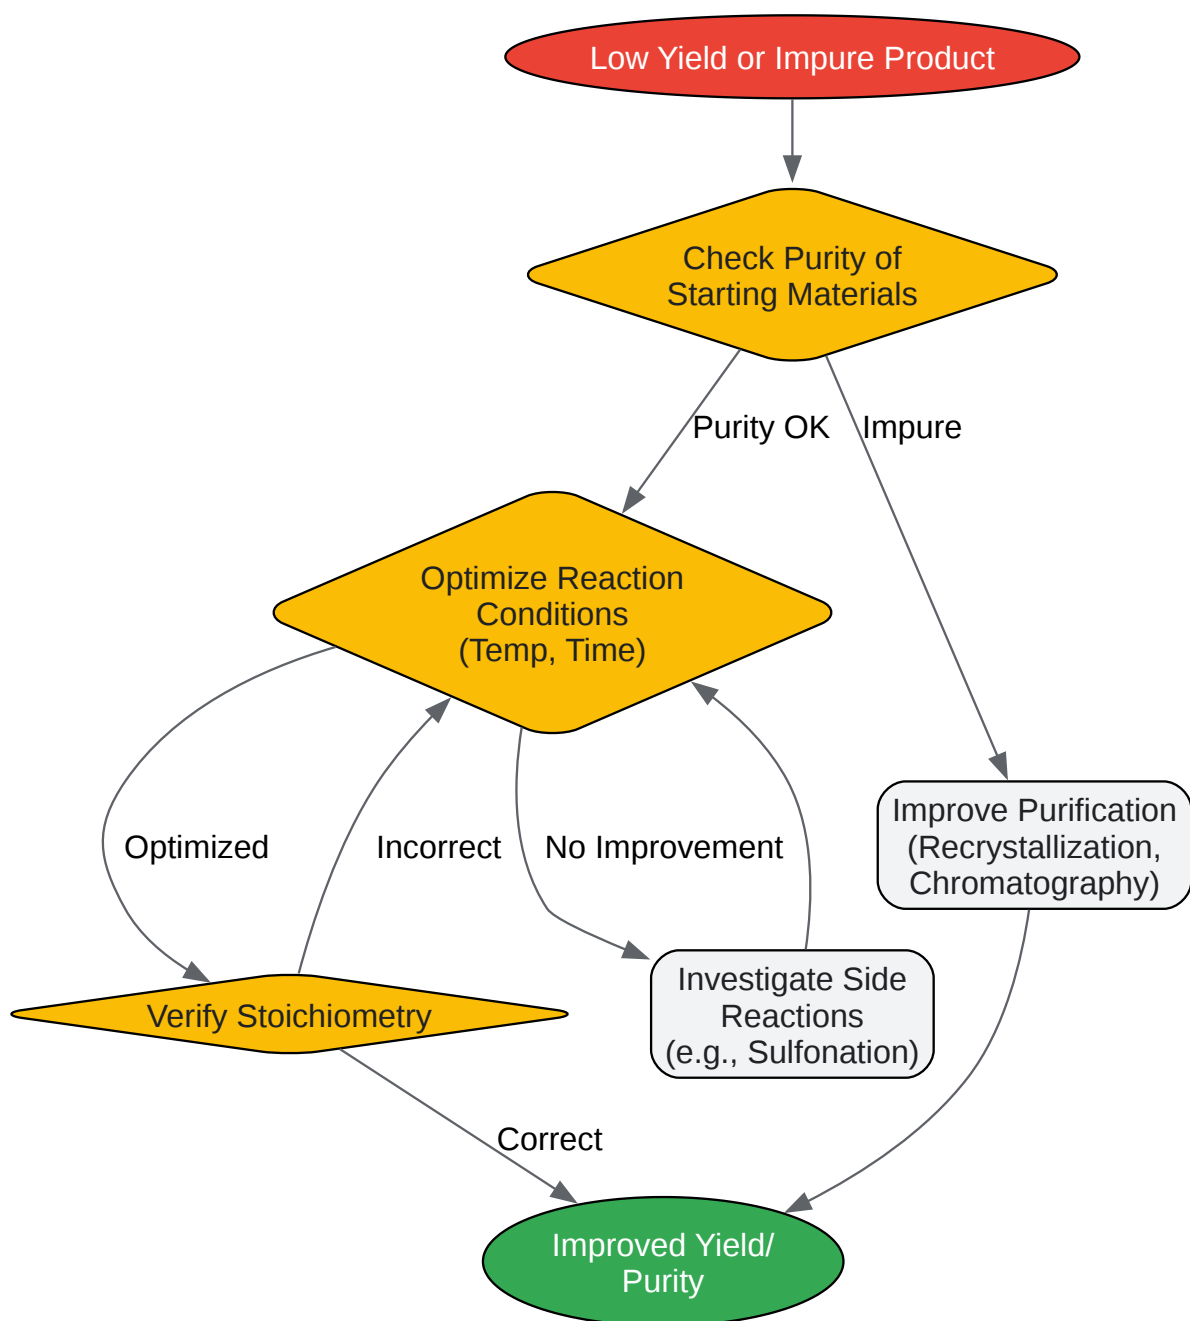 Low Yield or Impure Product
Check Purity of
Starting Materials
Purity OK
Impure
Optimize Reaction
Conditions
(Temp, Time)
Optimized
Incorrect
No Improvement
Improve Purification
(Recrystallization,
Chromatography)
Verify Stoichiometry
Investigate Side
Reactions
(e.g., Sulfonation)
Correct
Improved Yield/
Purity